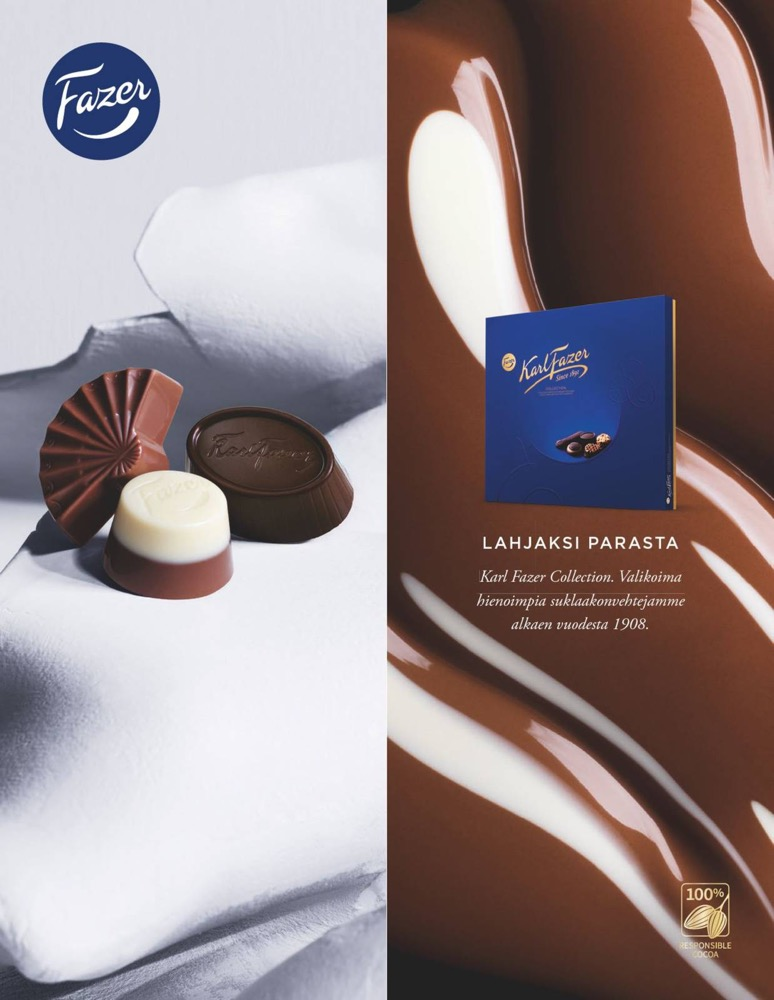 Fazer
Karl Fazer
Fazer
Fazer
Karl Fazer
Since 1891
LAHJAKSI PARASTA
Karl Fazer Collection. Valikoima
hienoimpia suklaakonvehtejamme
alkaen vuodesta 1908.
100%
RESPONSIBLE
COCOA